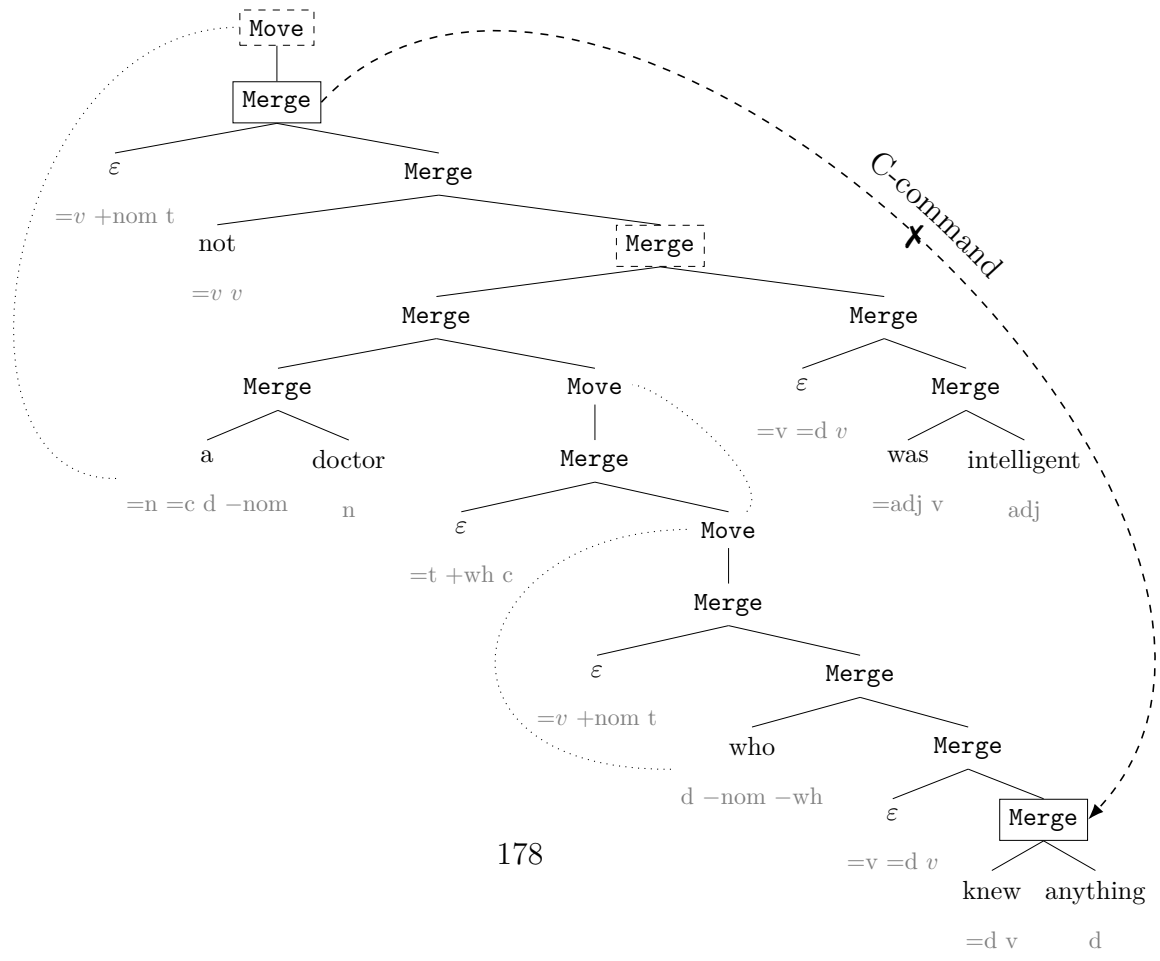 Move
Merge
ε Merge
=v +nom t
not Merge
=v v
C-command
✗
Merge Merge
Merge Move ε Merge
=v =d v
a doctor Merge was intelligent
=n =c d −nom n =adj v adj
ε Move
=t +wh c
Merge
ε Merge
=v +nom t
who Merge
d −nom −wh
ε Merge
=v =d v
178
knew anything
=d v d